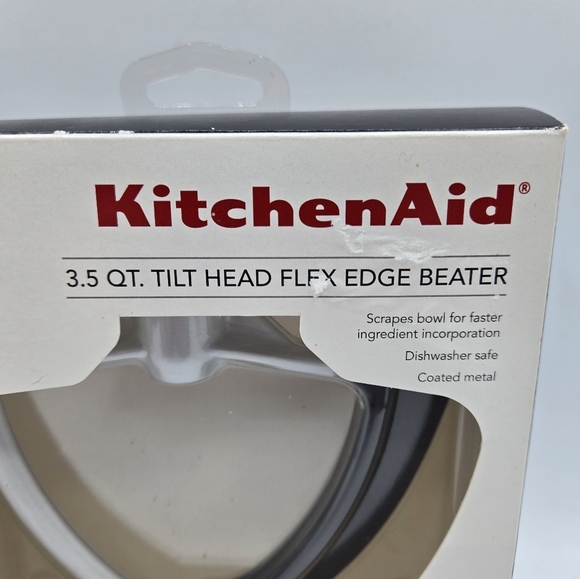 KitchenAid®
3.5 QT. TILT HEAD FLEX EDGE BEATER
Scrapes bowl for faster
ingredient incorporation
Dishwasher safe
Coated metal